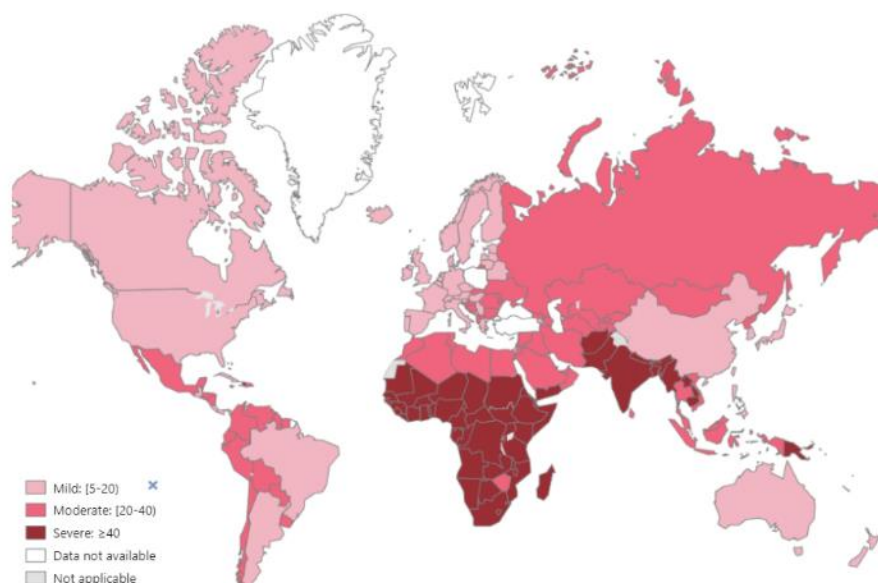 Mild: [5-20)
Moderate: [20-40)
Severe: ≥40
Data not available
Not applicable